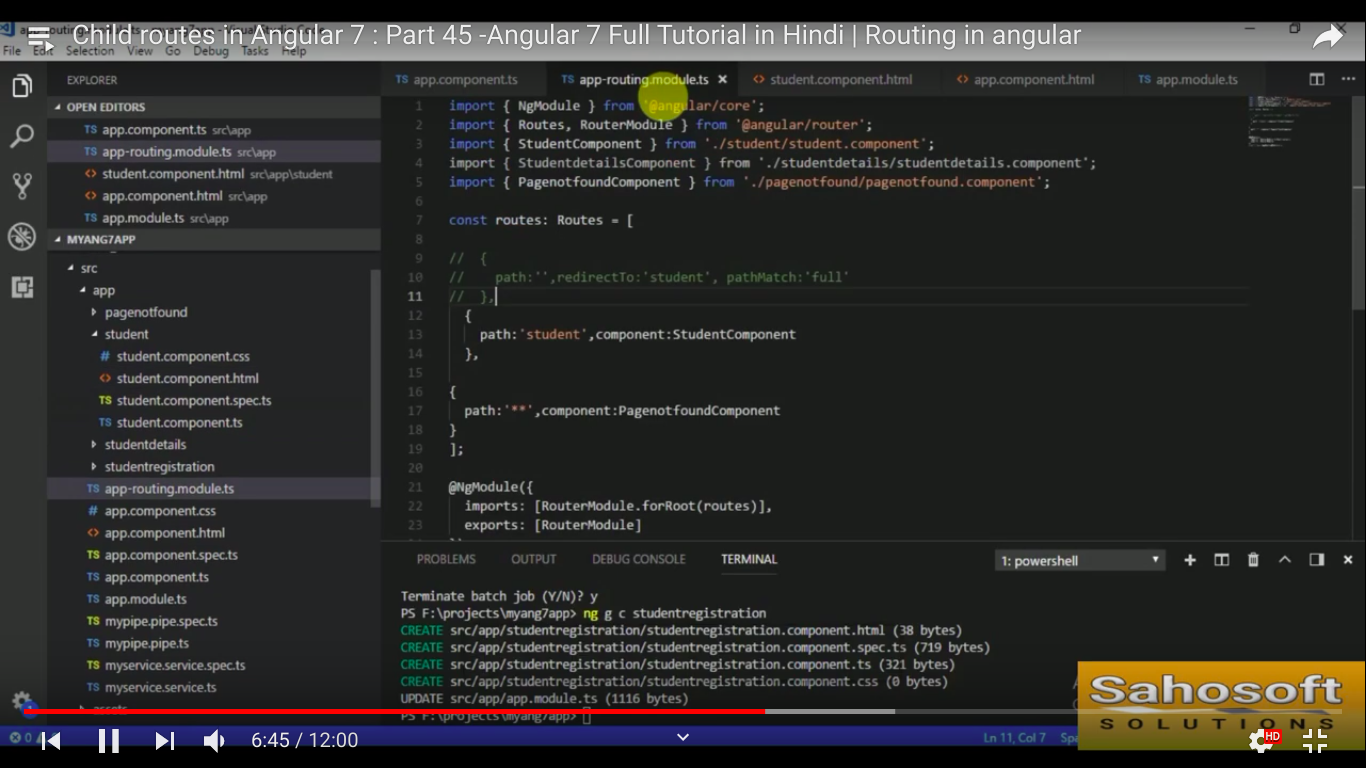 Child routes in Angular 7 : Part 45 -Angular 7 Full Tutorial in Hindi | Routing in angular
File Edit Selection View Go Debug Tasks Help
EXPLORER
OPEN EDITORS
TS app.component.ts src\app
TS app-routing.module.ts src\app
<> student.component.html src\app\student
<> app.component.html src\app
TS app.module.ts src\app
MYANG7APP
src
app
pagenotfound
student
# student.component.css
<> student.component.html
TS student.component.spec.ts
TS student.component.ts
studentdetails
studentregistration
TS app-routing.module.ts
# app.component.css
<> app.component.html
TS app.component.spec.ts
TS app.component.ts
TS app.module.ts
TS mypipe.pipe.spec.ts
TS mypipe.pipe.ts
TS myservice.service.spec.ts
TS myservice.service.ts
assets
TS app.component.ts TS app-routing.module.ts × <> student.component.html <> app.component.html TS app.module.ts
1 import { NgModule } from '@angular/core';
2 import { Routes, RouterModule } from '@angular/router';
3 import { StudentComponent } from './student/student.component';
4 import { StudentdetailsComponent } from './studentdetails/studentdetails.component';
5 import { PagenotfoundComponent } from './pagenotfound/pagenotfound.component';
6
7 const routes: Routes = [
8
9 // {
10 // path:'',redirectTo:'student', pathMatch:'full'
11 // },
12 {
13 path:'student',component:StudentComponent
14 },
15
16 {
17 path:'**',component:PagenotfoundComponent
18 }
19 ];
20
21 @NgModule({
22 imports: [RouterModule.forRoot(routes)],
23 exports: [RouterModule]
PROBLEMS OUTPUT DEBUG CONSOLE TERMINAL 1: powershell
Terminate batch job (Y/N)? y
PS F:\projects\myang7app> ng g c studentregistration
CREATE src/app/studentregistration/studentregistration.component.html (38 bytes)
CREATE src/app/studentregistration/studentregistration.component.spec.ts (719 bytes)
CREATE src/app/studentregistration/studentregistration.component.ts (321 bytes)
CREATE src/app/studentregistration/studentregistration.component.css (0 bytes)
UPDATE src/app/app.module.ts (1116 bytes)
PS F:\projects\myang7app>
Sahosoft
SOLUTIONS
6:45 / 12:00
Ln 11, Col 7
HD